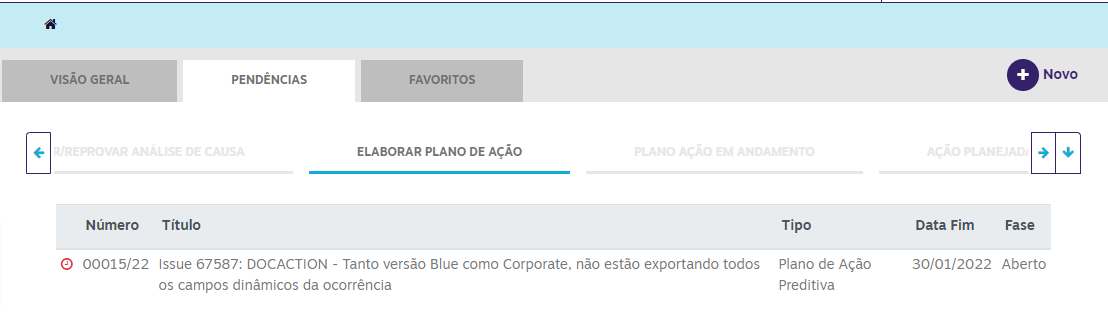 VISÃO GERAL
PENDÊNCIAS
FAVORITOS
Novo
R/REPROVAR ANÁLISE DE CAUSA
ELABORAR PLANO DE AÇÃO
PLANO AÇÃO EM ANDAMENTO
AÇÃO PLANEJADA
Número Título Tipo Data Fim Fase
00015/22 Issue 67587: DOCACTION - Tanto versão Blue como Corporate, não estão exportando todos Plano de Ação 30/01/2022 Aberto
os campos dinâmicos da ocorrência Preditiva